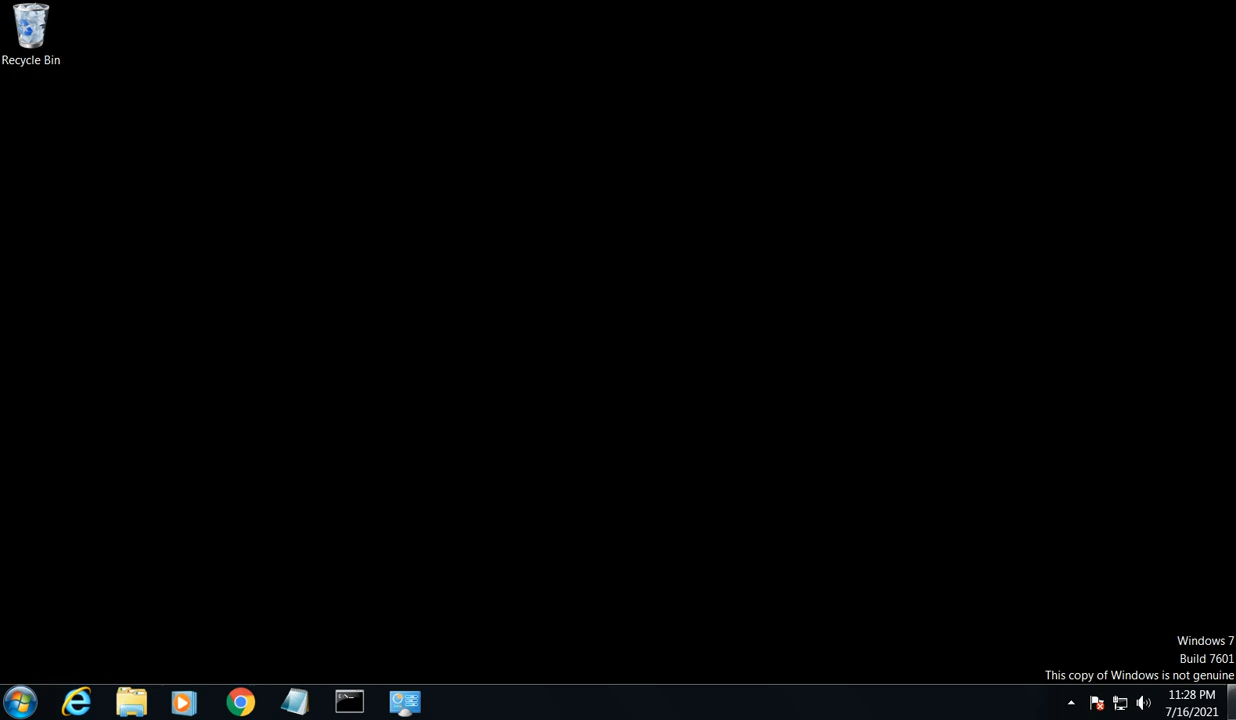 Recycle Bin
Windows 7
Build 7601
This copy of Windows is not genuine
11:28 PM
7/16/2021